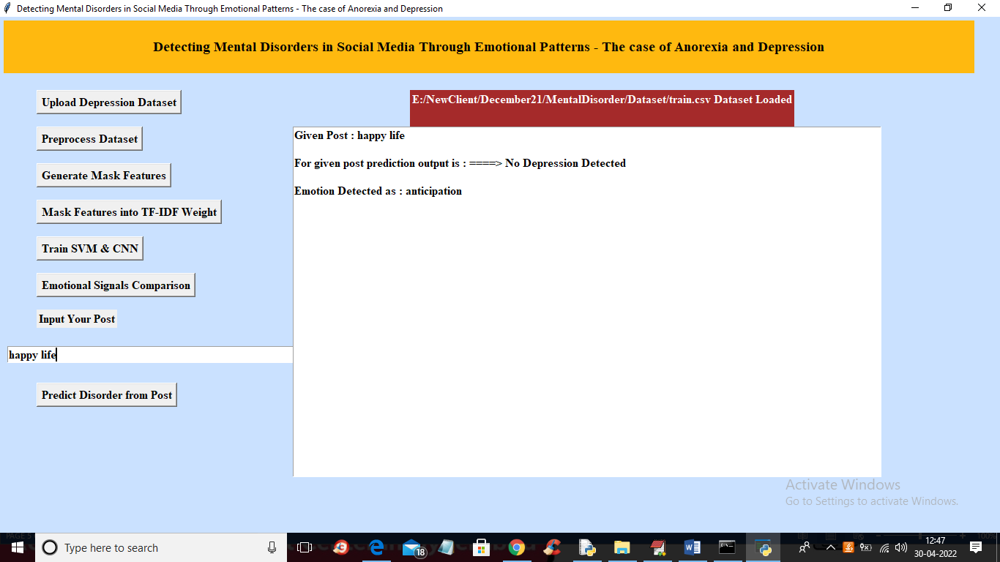 Detecting Mental Disorders in Social Media Through Emotional Patterns - The case of Anorexia and Depression
Detecting Mental Disorders in Social Media Through Emotional Patterns - The case of Anorexia and Depression
Upload Depression Dataset
E:/NewClient/December21/MentalDisorder/Dataset/train.csv Dataset Loaded
Preprocess Dataset
Given Post : happy life
For given post prediction output is : ====> No Depression Detected
Generate Mask Features
Emotion Detected as : anticipation
Mask Features into TF-IDF Weight
Train SVM & CNN
Emotional Signals Comparison
Input Your Post
happy life
Predict Disorder from Post
Activate Windows
Go to Settings to activate Windows.
Type here to search
18
12:47
30-04-2022